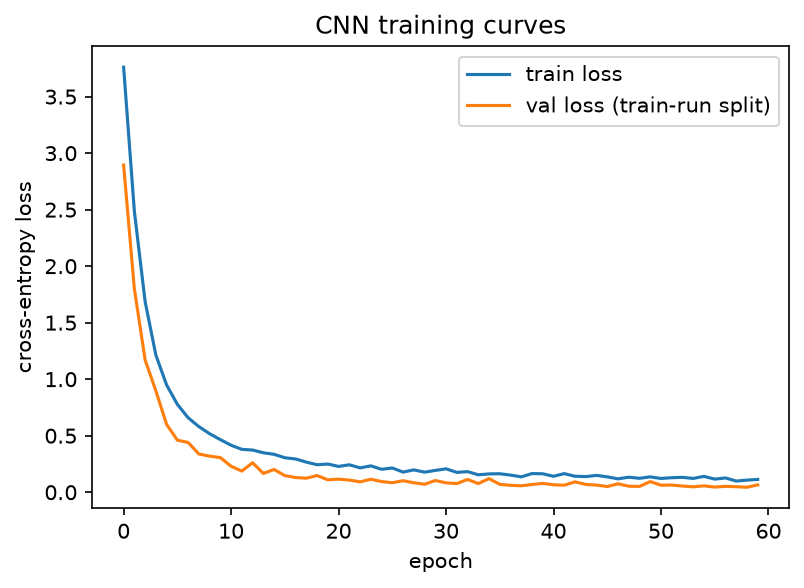 CNN training curves
train loss
val loss (train-run split)
cross-entropy loss
3.5
3.0
2.5
2.0
1.5
1.0
0.5
0.0
0 10 20 30 40 50 60
epoch